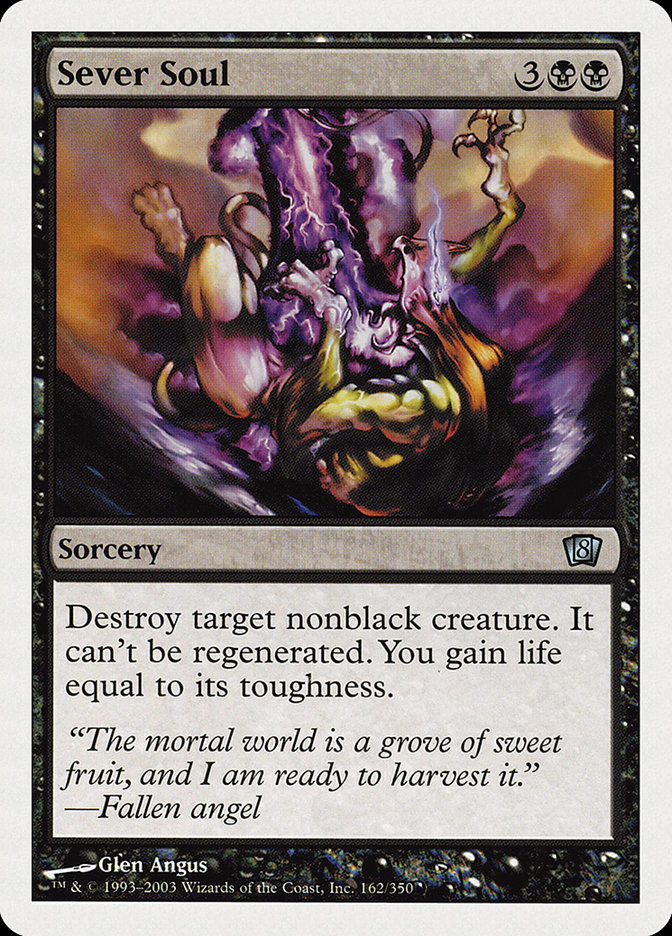 Sever Soul 3
Sorcery 8
Destroy target nonblack creature. It
can't be regenerated. You gain life
equal to its toughness.
“The mortal world is a grove of sweet
fruit, and I am ready to harvest it.”
—Fallen angel
Glen Angus
™ & © 1993–2003 Wizards of the Coast, Inc. 162/350